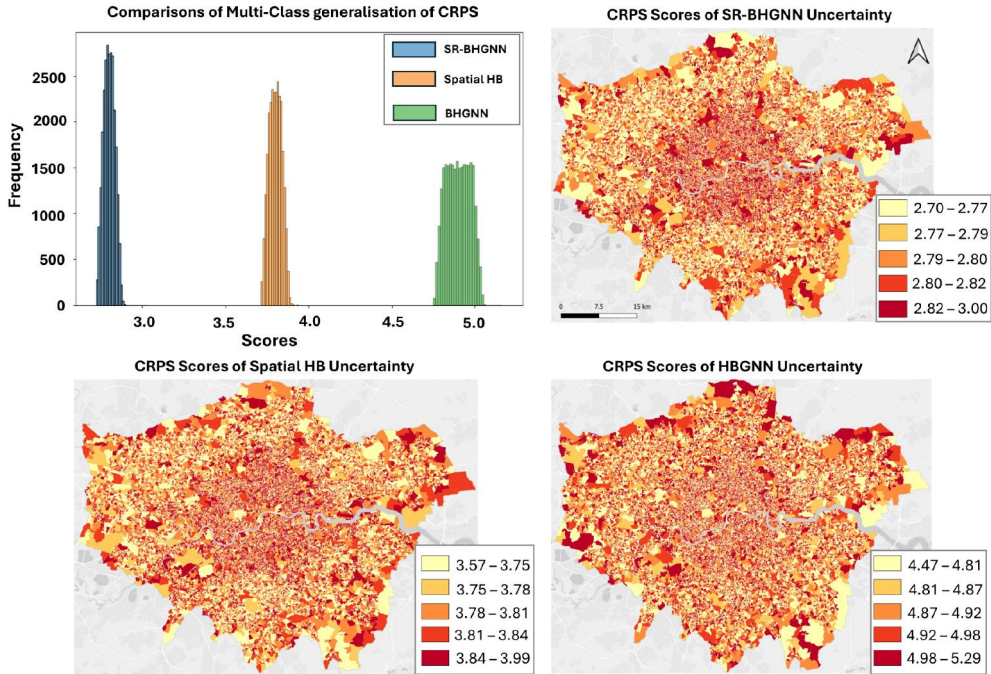 Comparisons of Multi-Class generalisation of CRPS
Frequency
2500
2000
1500
1000
500
0
SR-BHGNN
Spatial HB
BHGNN
3.0
3.5
4.0
4.5
5.0
Scores
CRPS Scores of SR-BHGNN Uncertainty
2.70 – 2.77
2.77 – 2.79
2.79 – 2.80
2.80 – 2.82
2.82 – 3.00
0 7.5 15 km
CRPS Scores of Spatial HB Uncertainty
3.57 – 3.75
3.75 – 3.78
3.78 – 3.81
3.81 – 3.84
3.84 – 3.99
CRPS Scores of HBGNN Uncertainty
4.47 – 4.81
4.81 – 4.87
4.87 – 4.92
4.92 – 4.98
4.98 – 5.29